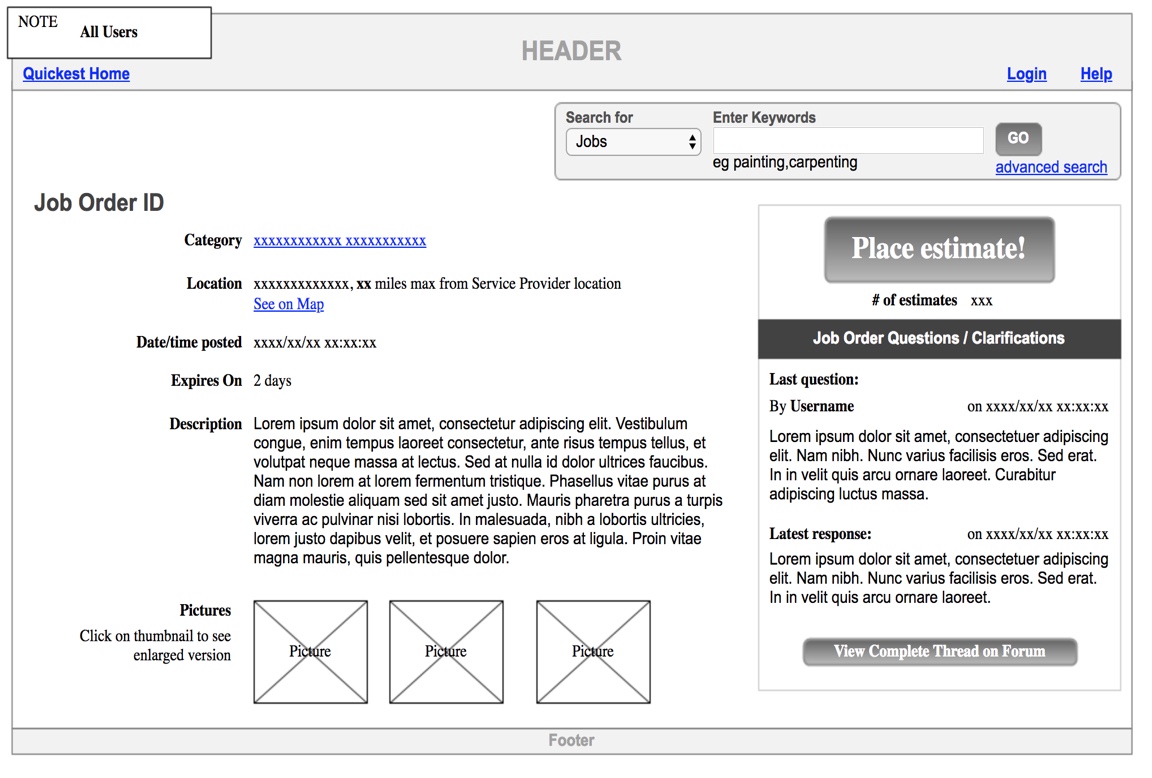 NOTE
All Users
HEADER
Quickest Home
Login
Help
Search for
Enter Keywords
Jobs
GO
eg painting,carpenting
advanced search
Job Order ID
Category xxxxxxxxxxxx xxxxxxxxxxx
Location xxxxxxxxxxxxx, xx miles max from Service Provider location
See on Map
Date/time posted xxxx/xx/xx xx:xx:xx
Expires On 2 days
Description Lorem ipsum dolor sit amet, consectetur adipiscing elit. Vestibulum
congue, enim tempus laoreet consectetur, ante risus tempus tellus, et
volutpat neque massa at lectus. Sed at nulla id dolor ultrices faucibus.
Nam non lorem at lorem fermentum tristique. Phasellus vitae purus at
diam molestie aliquam sed sit amet justo. Mauris pharetra purus a turpis
viverra ac pulvinar nisi lobortis. In malesuada, nibh a lobortis ultricies,
lorem justo dapibus velit, et posuere sapien eros at ligula. Proin vitae
magna mauris, quis pellentesque dolor.
Pictures
Click on thumbnail to see
enlarged version
Picture
Picture
Picture
Place estimate!
# of estimates xxx
Job Order Questions / Clarifications
Last question:
By Username on xxxx/xx/xx xx:xx:xx
Lorem ipsum dolor sit amet, consectetuer adipiscing
elit. Nam nibh. Nunc varius facilisis eros. Sed erat.
In in velit quis arcu ornare laoreet. Curabitur
adipiscing luctus massa.
Latest response: on xxxx/xx/xx xx:xx:xx
Lorem ipsum dolor sit amet, consectetuer adipiscing
elit. Nam nibh. Nunc varius facilisis eros. Sed erat.
In in velit quis arcu ornare laoreet.
View Complete Thread on Forum
Footer